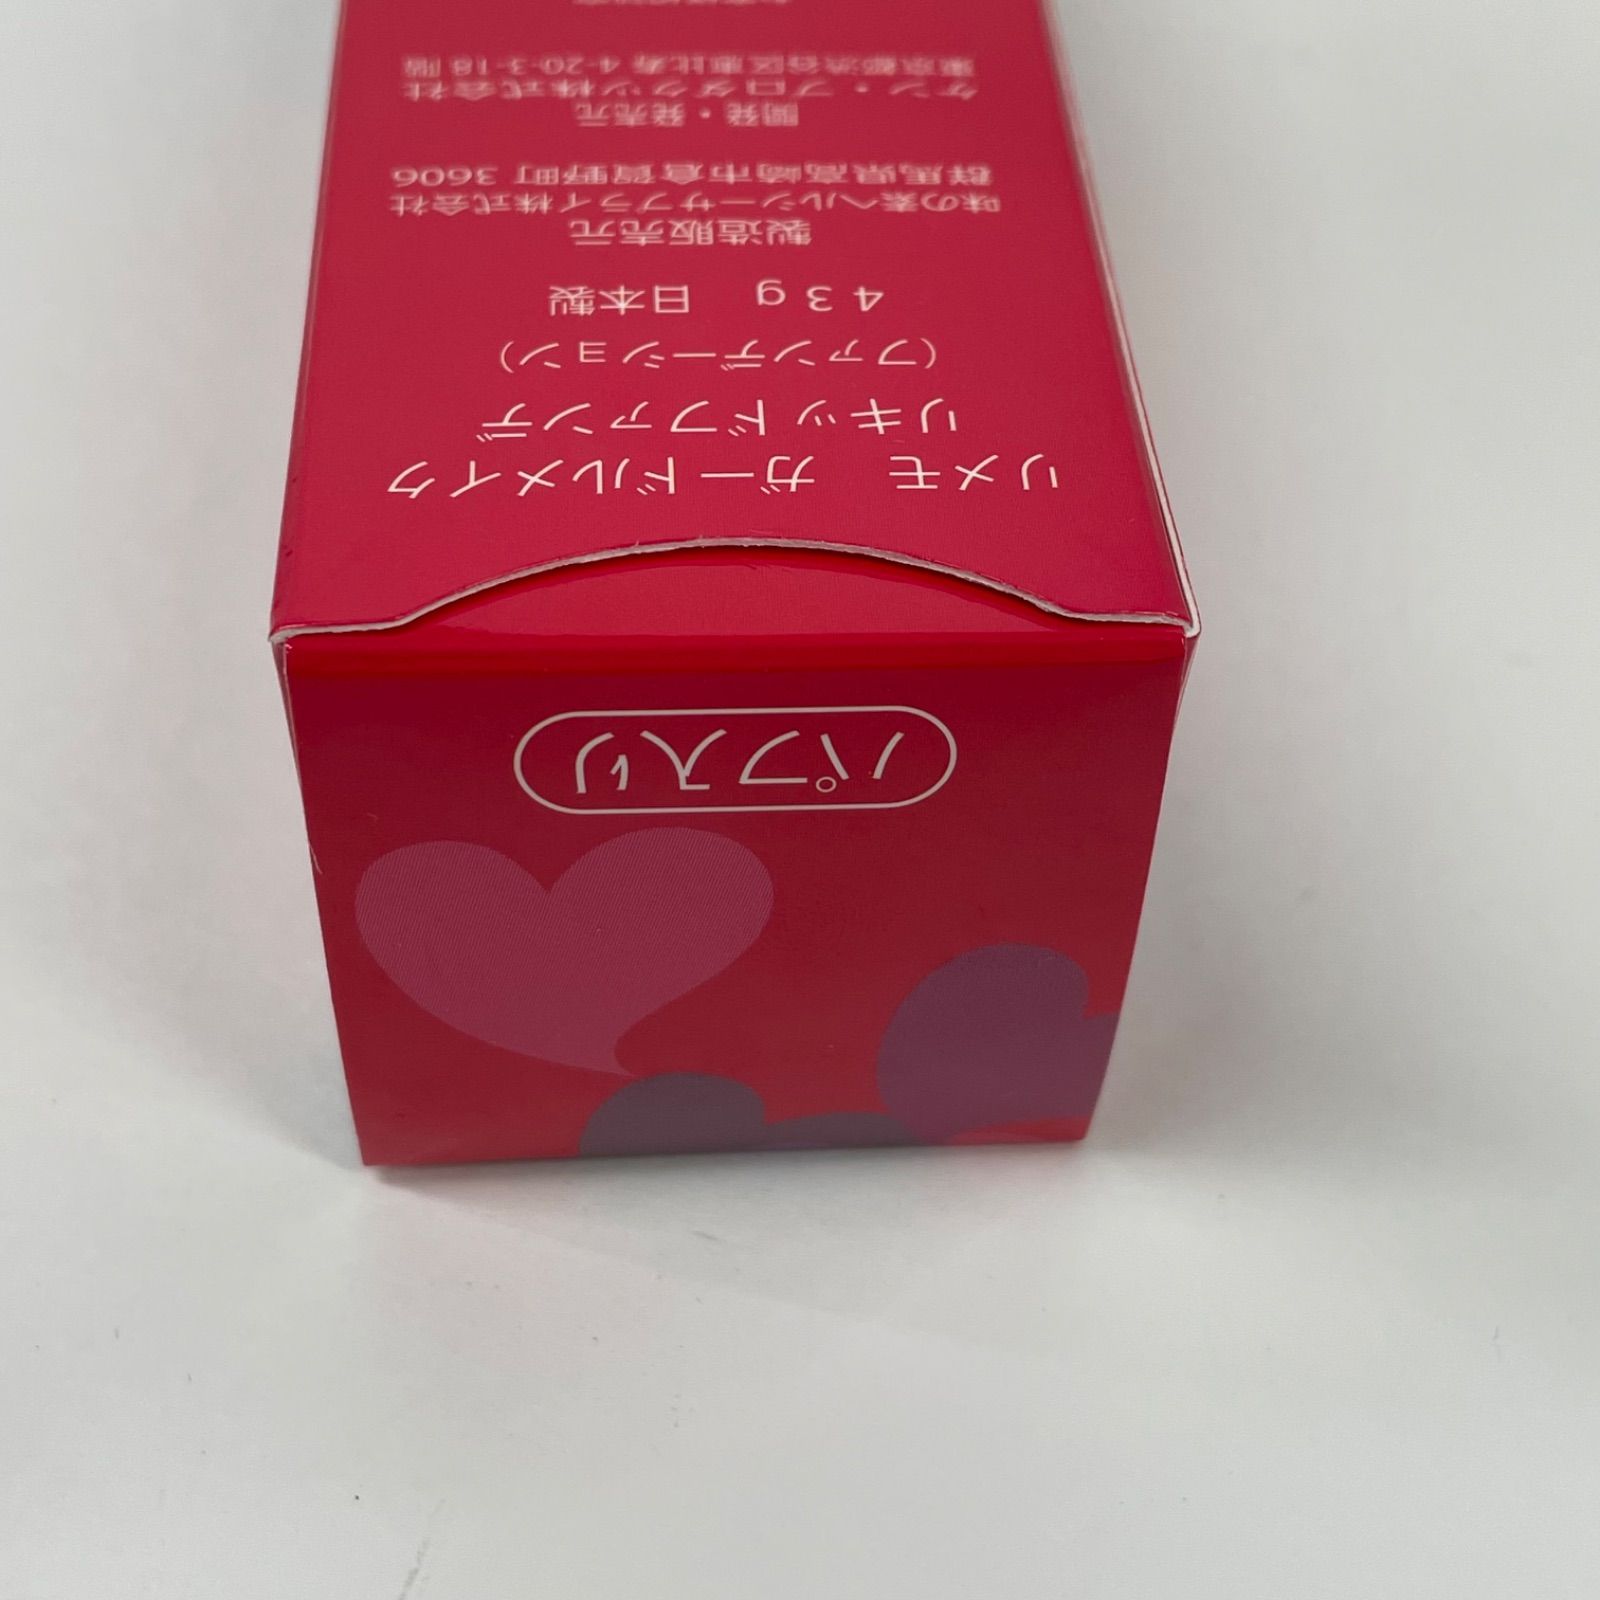 リメモ ガードルメイク
リキッドファンデ
（ファンデーション）
43g 日本製
製造販売元
味の素ヘルシーサプライ株式会社
群馬県高崎市倉賀野町 3606
開発・発売元
ケン・プロダクツ株式会社
東京都渋谷区恵比寿 4-20-3-18階
パフ入り